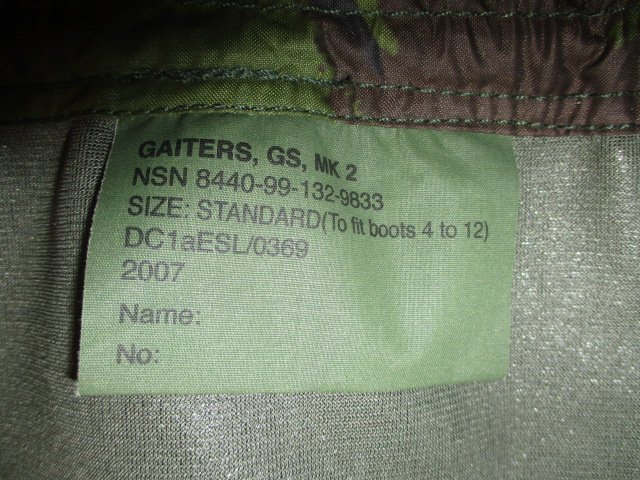 GAITERS, GS, MK 2
NSN 8440-99-132-9833
SIZE: STANDARD(To fit boots 4 to 12)
DC1aESL/0369
2007
Name:
No: